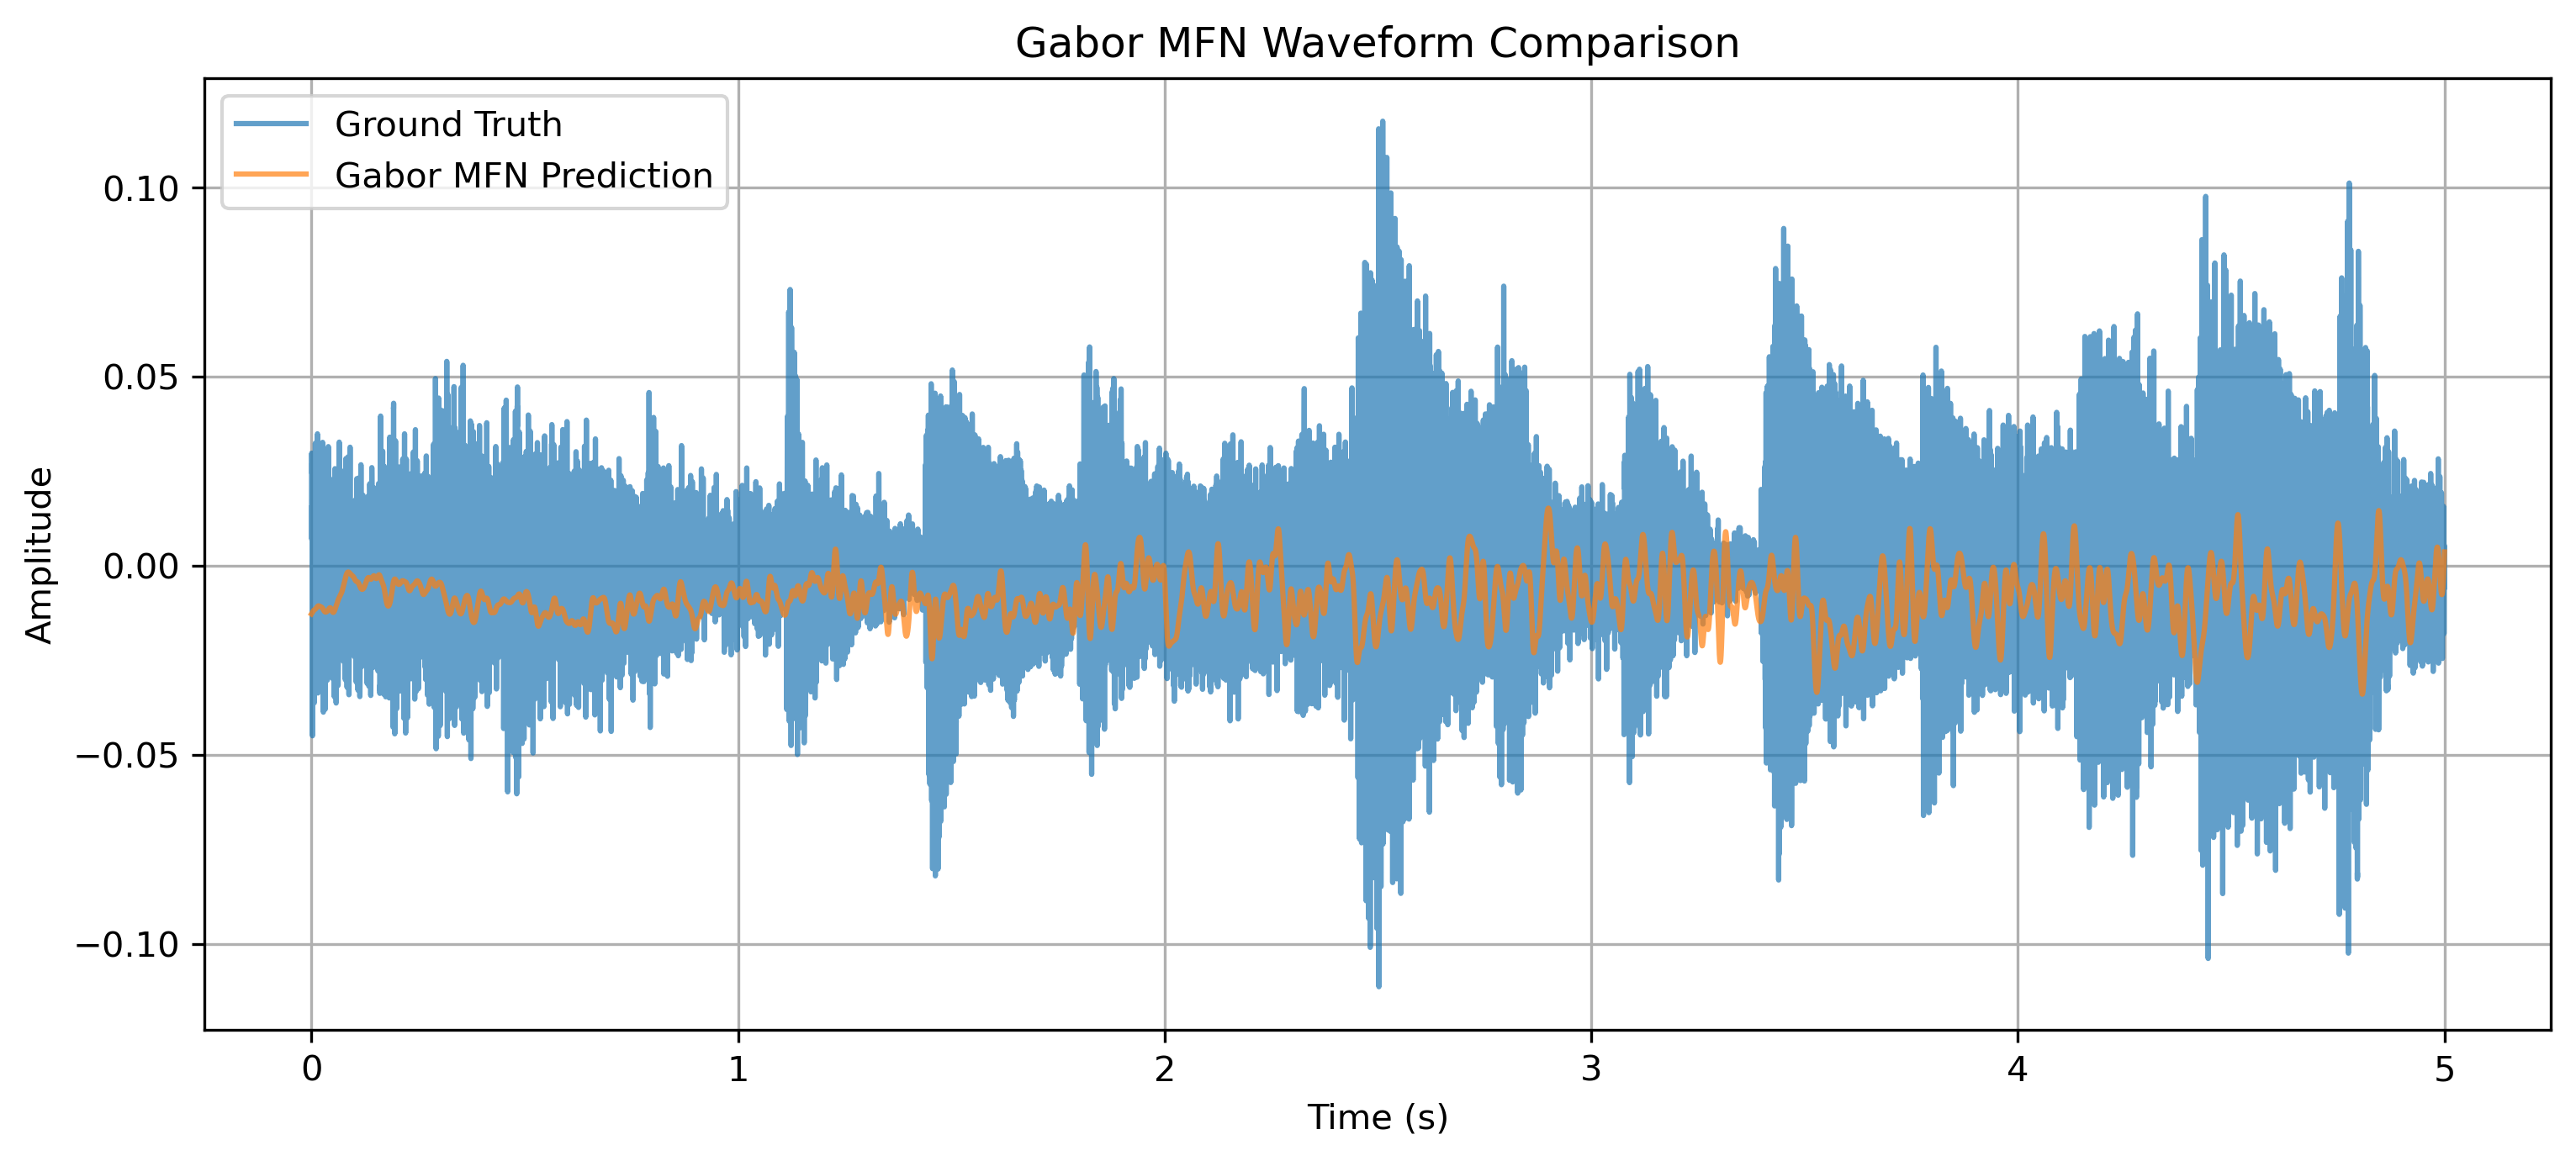 Gabor MFN Waveform Comparison
Ground Truth
Gabor MFN Prediction
Amplitude
0.10
0.05
0.00
−0.05
−0.10
0 1 2 3 4 5
Time (s)